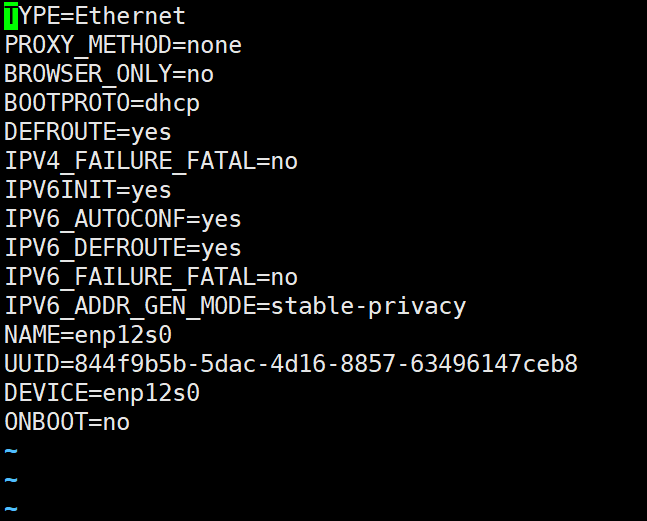 TYPE=Ethernet
PROXY_METHOD=none
BROWSER_ONLY=no
BOOTPROTO=dhcp
DEFROUTE=yes
IPV4_FAILURE_FATAL=no
IPV6INIT=yes
IPV6_AUTOCONF=yes
IPV6_DEFROUTE=yes
IPV6_FAILURE_FATAL=no
IPV6_ADDR_GEN_MODE=stable-privacy
NAME=enp12s0
UUID=844f9b5b-5dac-4d16-8857-63496147ceb8
DEVICE=enp12s0
ONBOOT=no
~
~
~